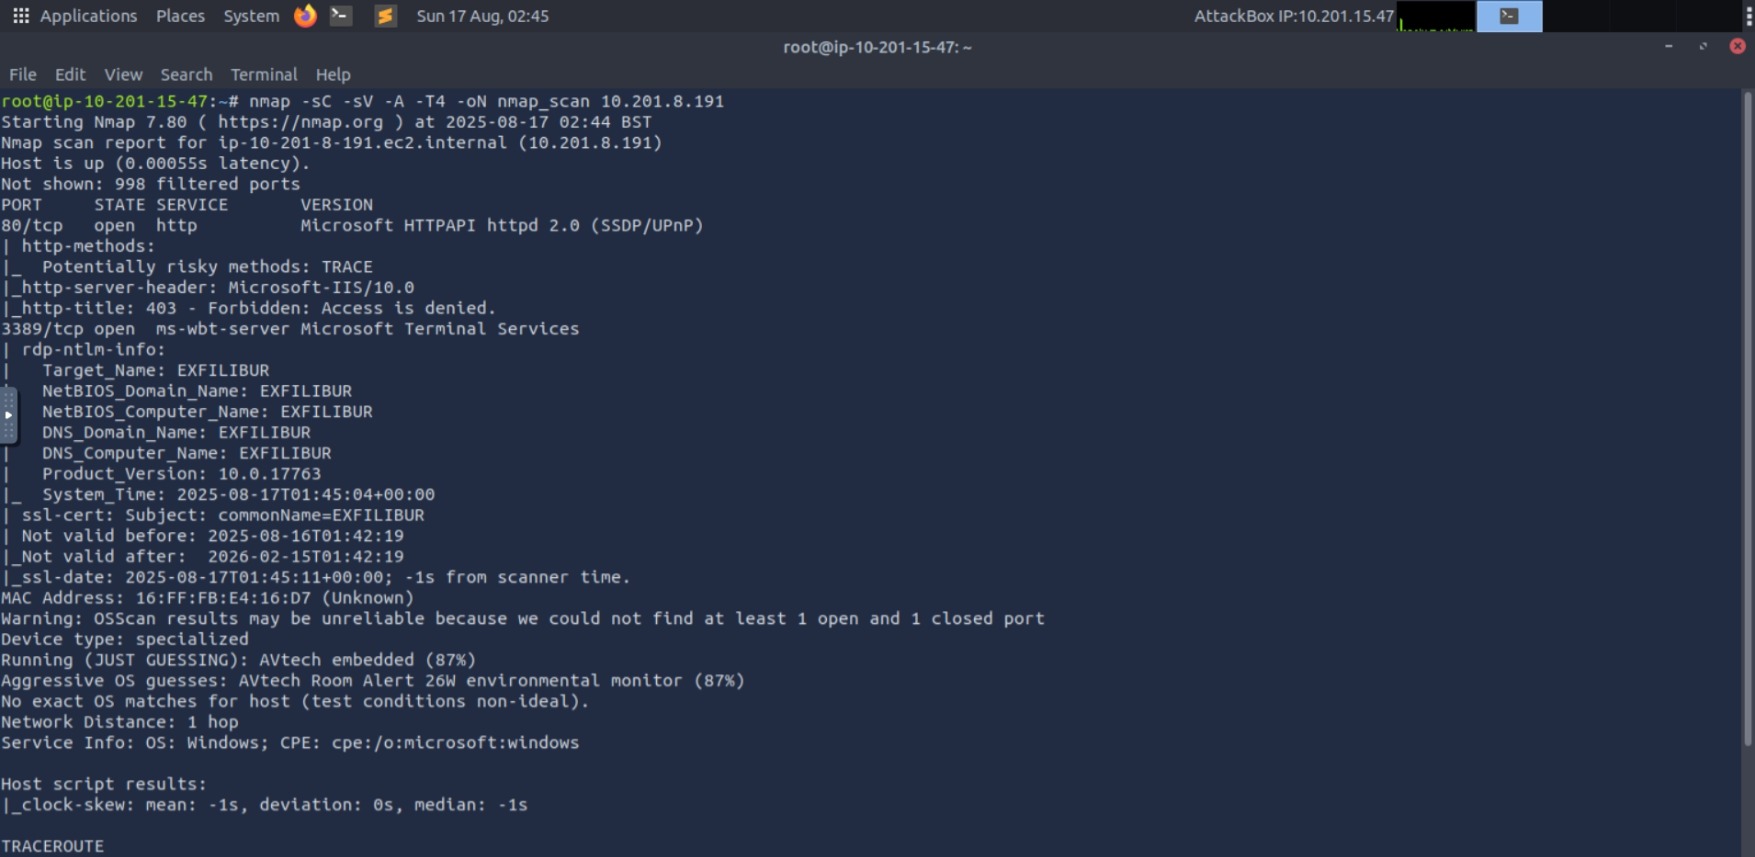 Applications Places System Sun 17 Aug, 02:45 AttackBox IP:10.201.15.47
root@ip-10-201-15-47: ~
File Edit View Search Terminal Help
root@ip-10-201-15-47:~# nmap -sC -sV -A -T4 -oN nmap_scan 10.201.8.191
Starting Nmap 7.80 ( https://nmap.org ) at 2025-08-17 02:44 BST
Nmap scan report for ip-10-201-8-191.ec2.internal (10.201.8.191)
Host is up (0.00055s latency).
Not shown: 998 filtered ports
PORT     STATE SERVICE       VERSION
80/tcp   open  http          Microsoft HTTPAPI httpd 2.0 (SSDP/UPnP)
| http-methods:
|_  Potentially risky methods: TRACE
|_http-server-header: Microsoft-IIS/10.0
|_http-title: 403 - Forbidden: Access is denied.
3389/tcp open  ms-wbt-server Microsoft Terminal Services
| rdp-ntlm-info:
|   Target_Name: EXFILIBUR
    NetBIOS_Domain_Name: EXFILIBUR
    NetBIOS_Computer_Name: EXFILIBUR
    DNS_Domain_Name: EXFILIBUR
|   DNS_Computer_Name: EXFILIBUR
|   Product_Version: 10.0.17763
|_  System_Time: 2025-08-17T01:45:04+00:00
| ssl-cert: Subject: commonName=EXFILIBUR
| Not valid before: 2025-08-16T01:42:19
|_Not valid after:  2026-02-15T01:42:19
|_ssl-date: 2025-08-17T01:45:11+00:00; -1s from scanner time.
MAC Address: 16:FF:FB:E4:16:D7 (Unknown)
Warning: OSScan results may be unreliable because we could not find at least 1 open and 1 closed port
Device type: specialized
Running (JUST GUESSING): AVtech embedded (87%)
Aggressive OS guesses: AVtech Room Alert 26W environmental monitor (87%)
No exact OS matches for host (test conditions non-ideal).
Network Distance: 1 hop
Service Info: OS: Windows; CPE: cpe:/o:microsoft:windows
Host script results:
|_clock-skew: mean: -1s, deviation: 0s, median: -1s
TRACEROUTE